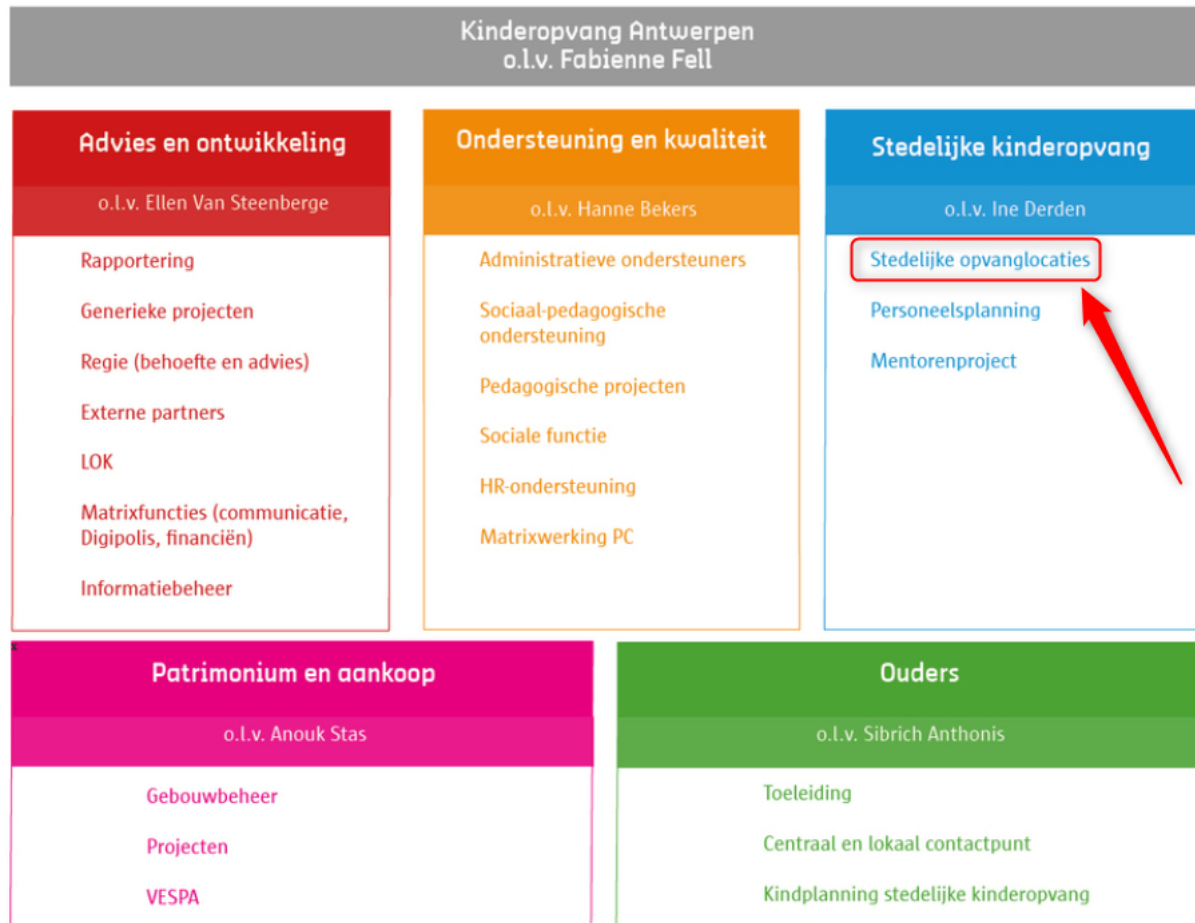 Kinderopvang Antwerpen
o.l.v. Fabienne Fell
Advies en ontwikkeling
o.l.v. Ellen Van Steenberge
Rapportering
Generieke projecten
Regie (behoefte en advies)
Externe partners
LOK
Matrixfuncties (communicatie,
Digipolis, financiën)
Informatiebeheer
Ondersteuning en kwaliteit
o.l.v. Hanne Bekers
Administratieve ondersteuners
Sociaal-pedagogische
ondersteuning
Pedagogische projecten
Sociale functie
HR-ondersteuning
Matrixwerking PC
Stedelijke kinderopvang
o.l.v. Ine Derden
Stedelijke opvanglocaties
Personeelsplanning
Mentorenproject
x
Patrimonium en aankoop
o.l.v. Anouk Stas
Gebouwbeheer
Projecten
VESPA
Ouders
o.l.v. Sibrich Anthonis
Toeleiding
Centraal en lokaal contactpunt
Kindplanning stedelijke kinderopvang